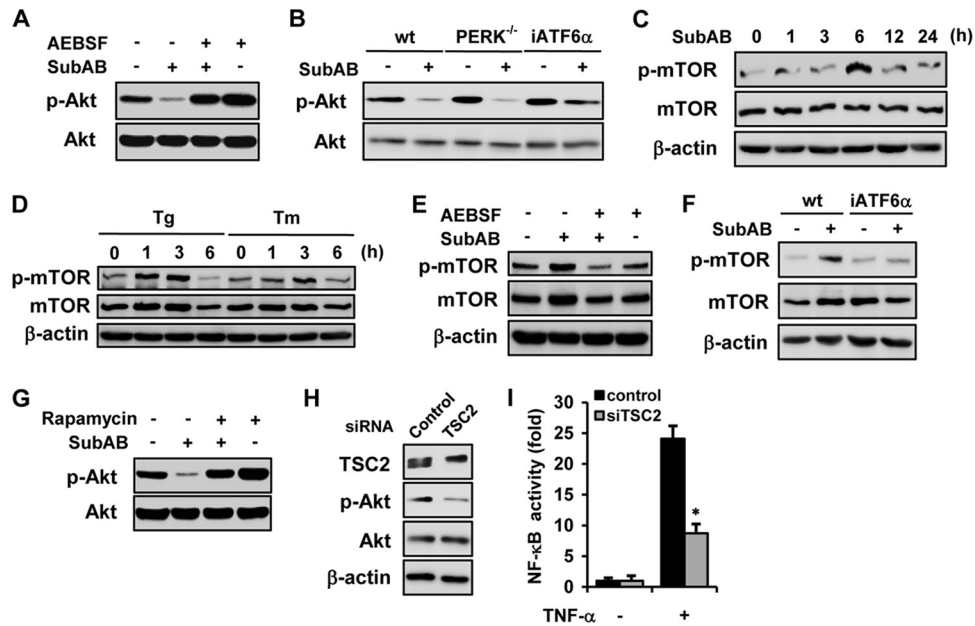 A
AEBSF - - + +
SubAB - + + -
p-Akt
Akt
B
wt PERK-/- iATF6α
SubAB - + - + - +
p-Akt
Akt
C
SubAB 0 1 3 6 12 24 (h)
p-mTOR
mTOR
β-actin
D
Tg Tm
0 1 3 6 0 1 3 6 (h)
p-mTOR
mTOR
β-actin
E
AEBSF - - + +
SubAB - + + -
p-mTOR
mTOR
β-actin
F
wt iATF6α
SubAB - + - +
p-mTOR
mTOR
β-actin
G
Rapamycin - - + +
SubAB - + + -
p-Akt
Akt
H
siRNA Control TSC2
TSC2
p-Akt
Akt
β-actin
I
control
siTSC2
NF-κB activity (fold)
30
25
20
15
10
5
0
*
TNF-α - +